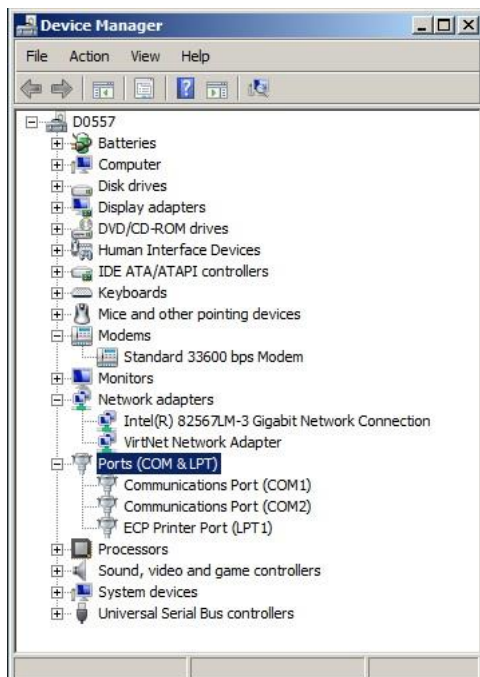 Device Manager
File Action View Help
D0557
Batteries
Computer
Disk drives
Display adapters
DVD/CD-ROM drives
Human Interface Devices
IDE ATA/ATAPI controllers
Keyboards
Mice and other pointing devices
Modems
Standard 33600 bps Modem
Monitors
Network adapters
Intel(R) 82567LM-3 Gigabit Network Connection
VirtNet Network Adapter
Ports (COM & LPT)
Communications Port (COM1)
Communications Port (COM2)
ECP Printer Port (LPT1)
Processors
Sound, video and game controllers
System devices
Universal Serial Bus controllers